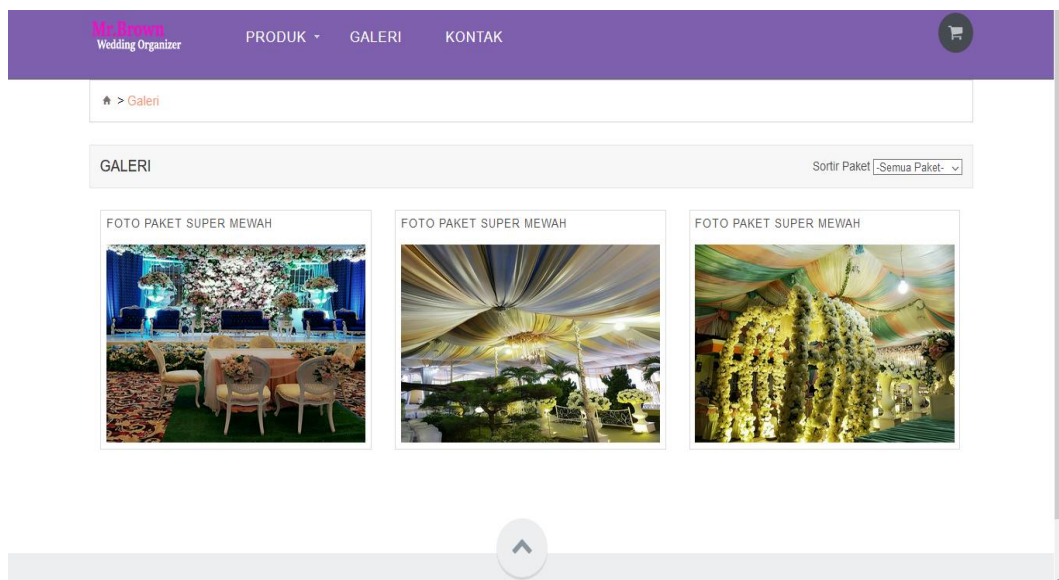 Mr.Brown
Wedding Organizer
PRODUK
GALERI
KONTAK
> Galeri
GALERI
Sortir Paket -Semua Paket-
FOTO PAKET SUPER MEWAH
FOTO PAKET SUPER MEWAH
FOTO PAKET SUPER MEWAH